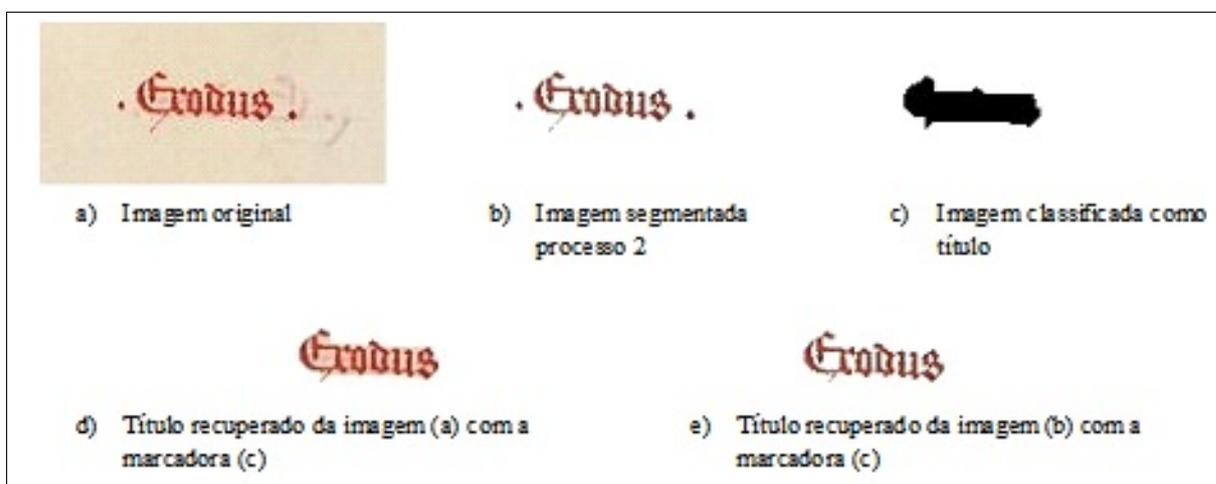 . Exodus .
. Exodus .
a) Imagem original
b) Imagem segmentada
processo 2
c) Imagem classificada como
título
Exodus
Exodus
d) Título recuperado da imagem (a) com a
marcadora (c)
e) Título recuperado da imagem (b) com a
marcadora (c)